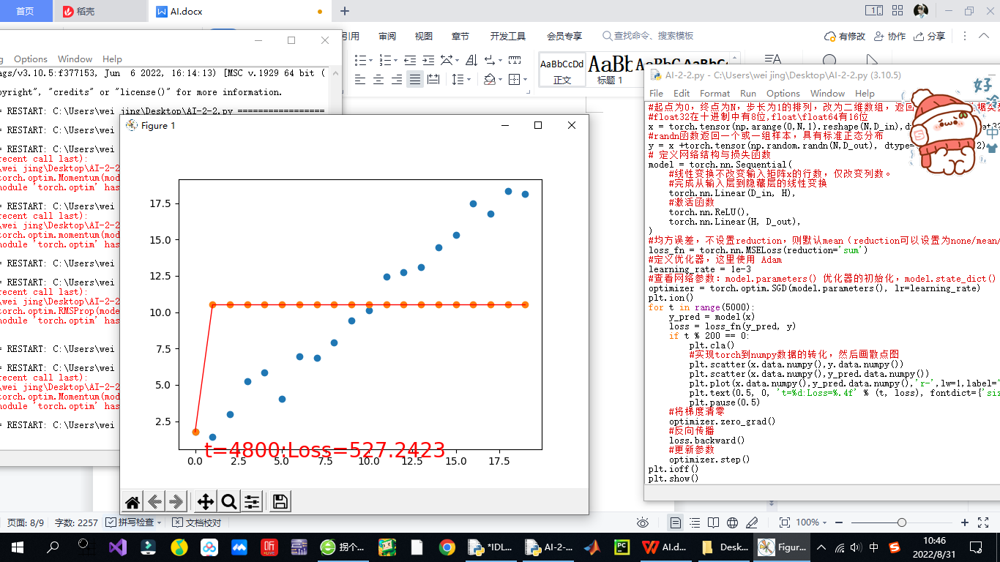 首页
稻壳
AI.docx
引用 审阅 视图 章节 开发工具 会员专享 查找命令、搜索模板
有修改 协作 分享
AaBbCcDd
正文
标题 1
Options Window Help
ags/v3.10.5:f377153, Jun 6 2022, 16:14:13) [MSC v.1929 64 bit (
opyright", "credits" or "license()" for more information.
= RESTART: C:\Users\wei jing\Desktop\AI-2-2.py =================
= RESTART: C:\Users\wei
= RESTART: C:\Users\wei
recent call last):
\wei jing\Desktop\AI-2-2
torch.optim.Momentum(mod
module 'torch.optim' has
= RESTART: C:\Users\wei
recent call last):
\wei jing\Desktop\AI-2-2
torch.optim.momentum(mod
module 'torch.optim' has
= RESTART: C:\Users\wei
= RESTART: C:\Users\wei
recent call last):
\wei jing\Desktop\AI-2-2
torch.optim.RMSProp(mode
module 'torch.optim' has
= RESTART: C:\Users\wei
= RESTART: C:\Users\wei
recent call last):
\wei jing\Desktop\AI-2-2
torch.optim.Momentum(mod
module 'torch.optim' has
= RESTART: C:\Users\wei
Figure 1
17.5
15.0
12.5
10.0
7.5
5.0
2.5
t=4800:Loss=527.2423
0.0 2.5 5.0 7.5 10.0 12.5 15.0 17.5
AI-2-2.py - C:\Users\wei jing\Desktop\AI-2-2.py (3.10.5)
File Edit Format Run Options Window Help
#起点为0，终点为N，步长为1的排列，改为二维数组，返回
#float32在十进制中有8位,float\float64有16位
x = torch.tensor(np.arange(0,N,1).reshape(N,D_in),
#randn函数返回一个或一组样本，具有标准正态分布
y = x +torch.tensor(np.random.randn(N,D_out), dtype=
# 定义网络结构与损失函数
model = torch.nn.Sequential(
#线性变换不改变输入矩阵x的行数，仅改变列数。
#完成从输入层到隐藏层的线性变换
torch.nn.Linear(D_in, H),
#激活函数
torch.nn.ReLU(),
torch.nn.Linear(H, D_out),
)
#均方误差，不设置reduction，则默认mean（reduction可以设置为none/mean/
loss_fn = torch.nn.MSELoss(reduction='sum')
#定义优化器，这里使用 Adam
learning_rate = 1e-3
#查看网络参数：model.parameters() 优化器的初始化，model.state_dict()
optimizer = torch.optim.SGD(model.parameters(), lr=learning_rate)
plt.ion()
for t in range(5000):
y_pred = model(x)
loss = loss_fn(y_pred, y)
if t % 200 == 0:
plt.cla()
#实现torch到numpy数据的转化，然后画散点图
plt.scatter(x.data.numpy(),y.data.numpy())
plt.scatter(x.data.numpy(),y_pred.data.numpy())
plt.plot(x.data.numpy(),y_pred.data.numpy(),'r-',lw=1,label="
plt.text(0.5, 0, 't=%d:Loss=%.4f' % (t, loss), fontdict={'siz
plt.pause(0.5)
#将梯度清零
optimizer.zero_grad()
#反向传播
loss.backward()
#更新参数
optimizer.step()
plt.ioff()
plt.show()
好冷
中
页面: 8/9 字数: 2257 拼写检查 文档校对
100%
拐个... *IDL... AI-2-... AI.d... Desk... Figur...
中
10:46
2022/8/31